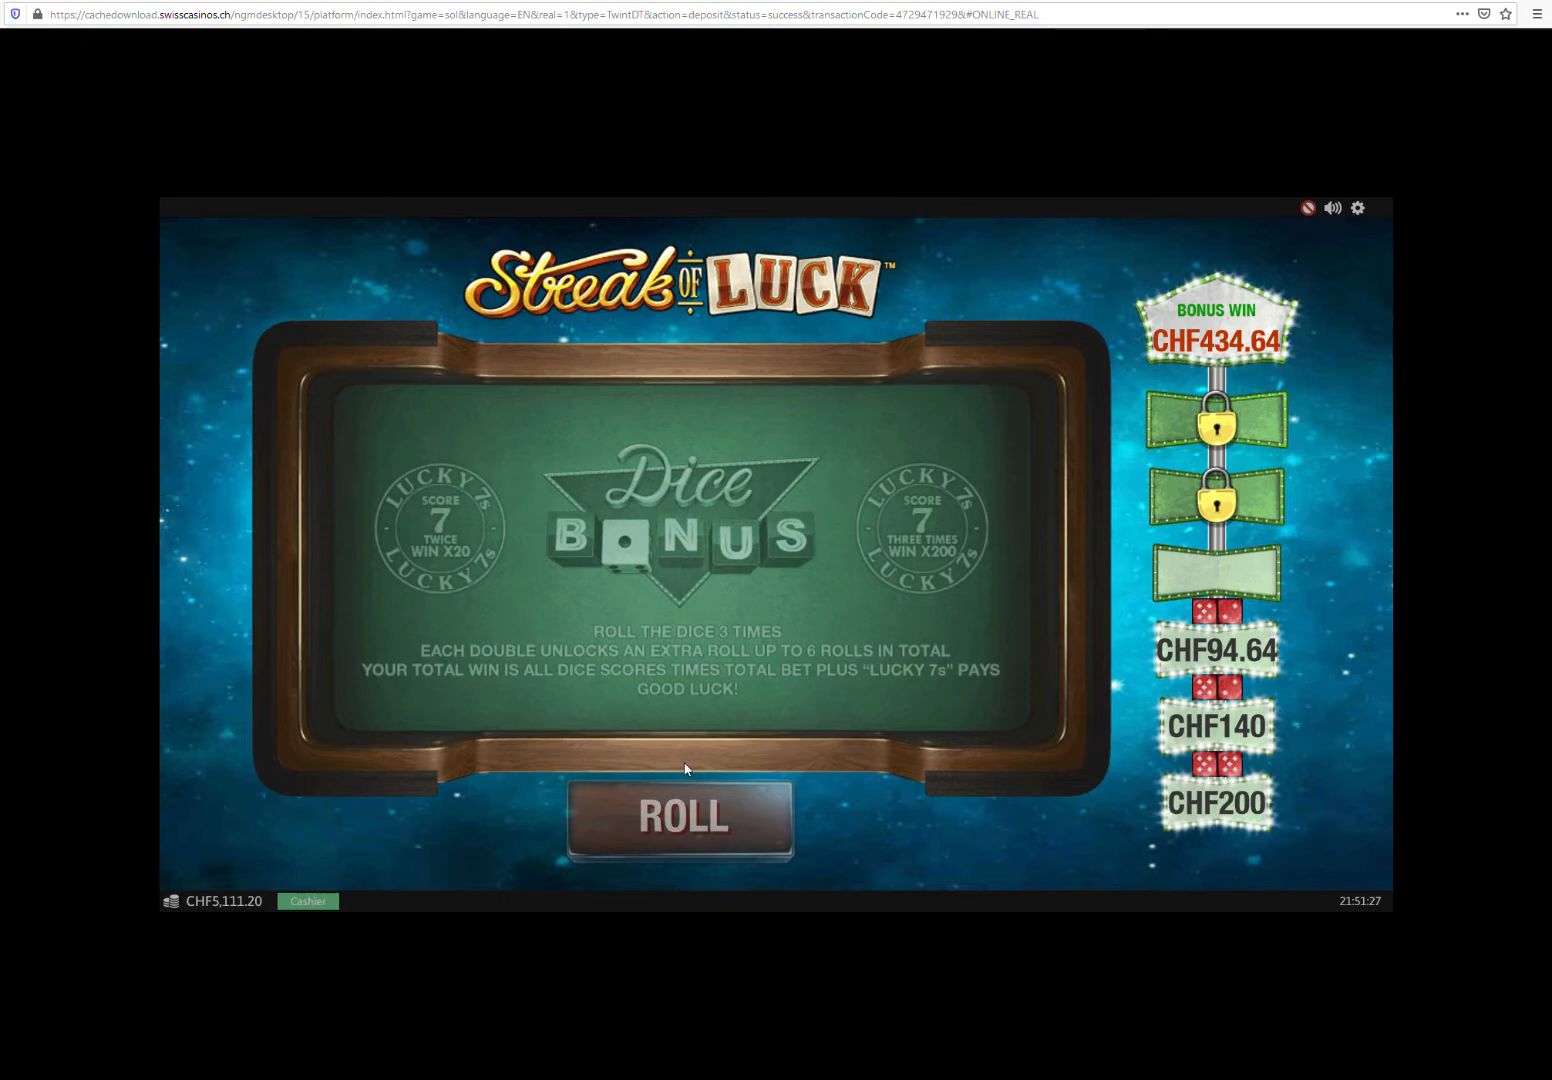 https://cachedownload.swisscasinos.ch/ngmdesktop/15/platform/index.html?game=sol&language=EN&real=1&type=TwintDT&action=deposit&status=success&transactionCode=4729471929&#ONLINE_REAL
Streak OF LUCK™
BONUS WIN
CHF434.64
LUCKY 7s
SCORE
7
TWICE
WIN X20
LUCKY 7s
Dice
BONUS
LUCKY 7s
SCORE
7
THREE TIMES
WIN X200
LUCKY 7s
ROLL THE DICE 3 TIMES
EACH DOUBLE UNLOCKS AN EXTRA ROLL UP TO 6 ROLLS IN TOTAL
YOUR TOTAL WIN IS ALL DICE SCORES TIMES TOTAL BET PLUS “LUCKY 7s” PAYS
GOOD LUCK!
CHF94.64
CHF140
CHF200
ROLL
CHF5,111.20
Cashier
21:51:27